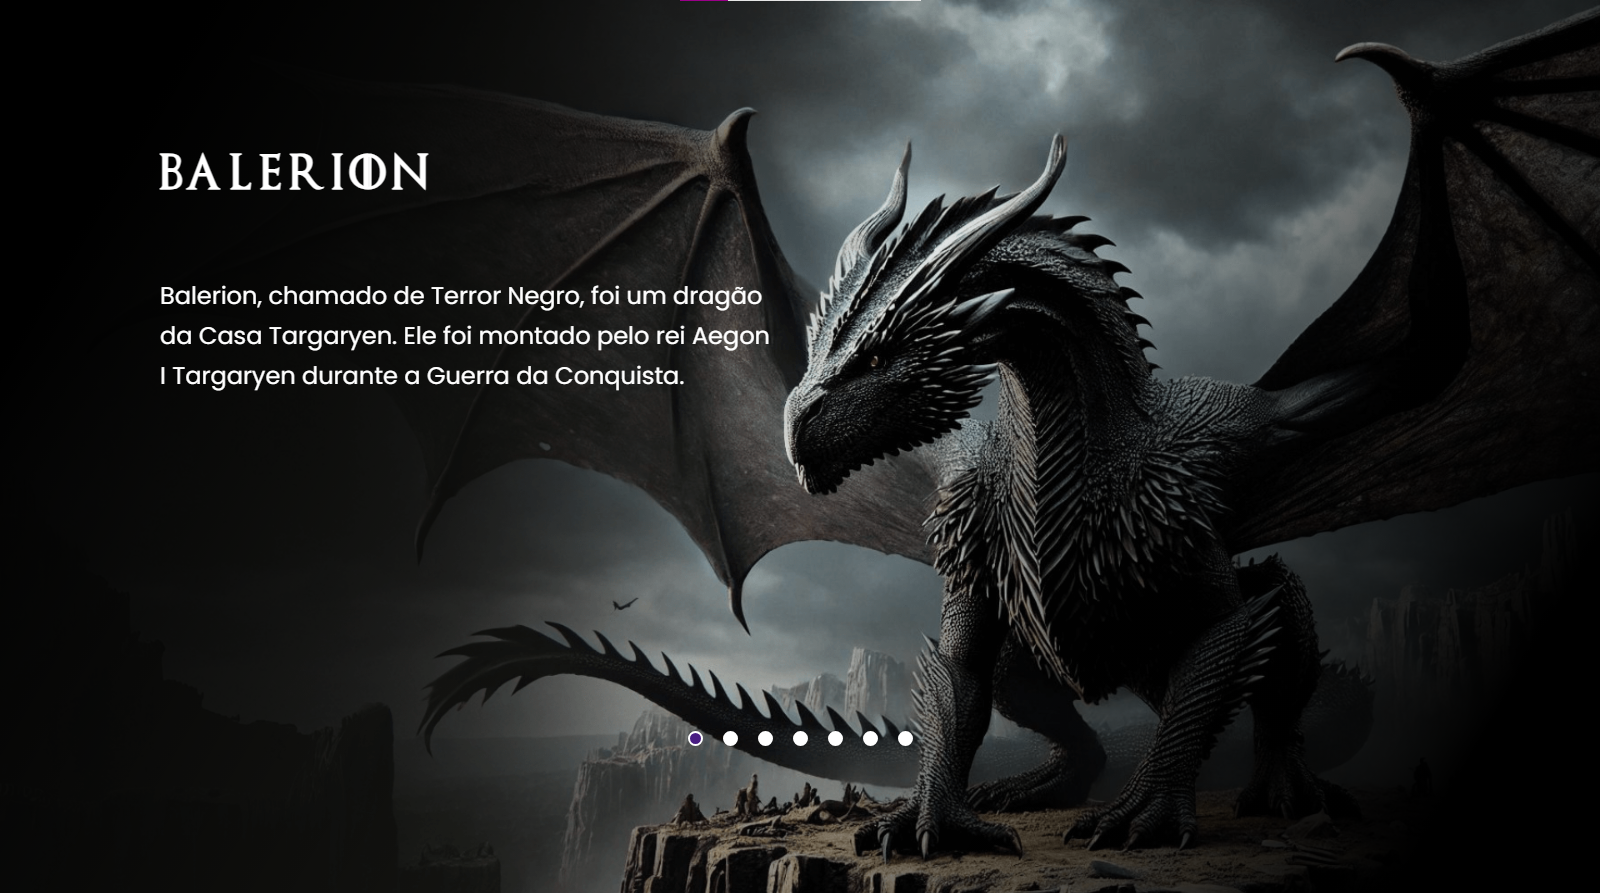 BALERION
Balerion, chamado de Terror Negro, foi um dragão
da Casa Targaryen. Ele foi montado pelo rei Aegon
I Targaryen durante a Guerra da Conquista.